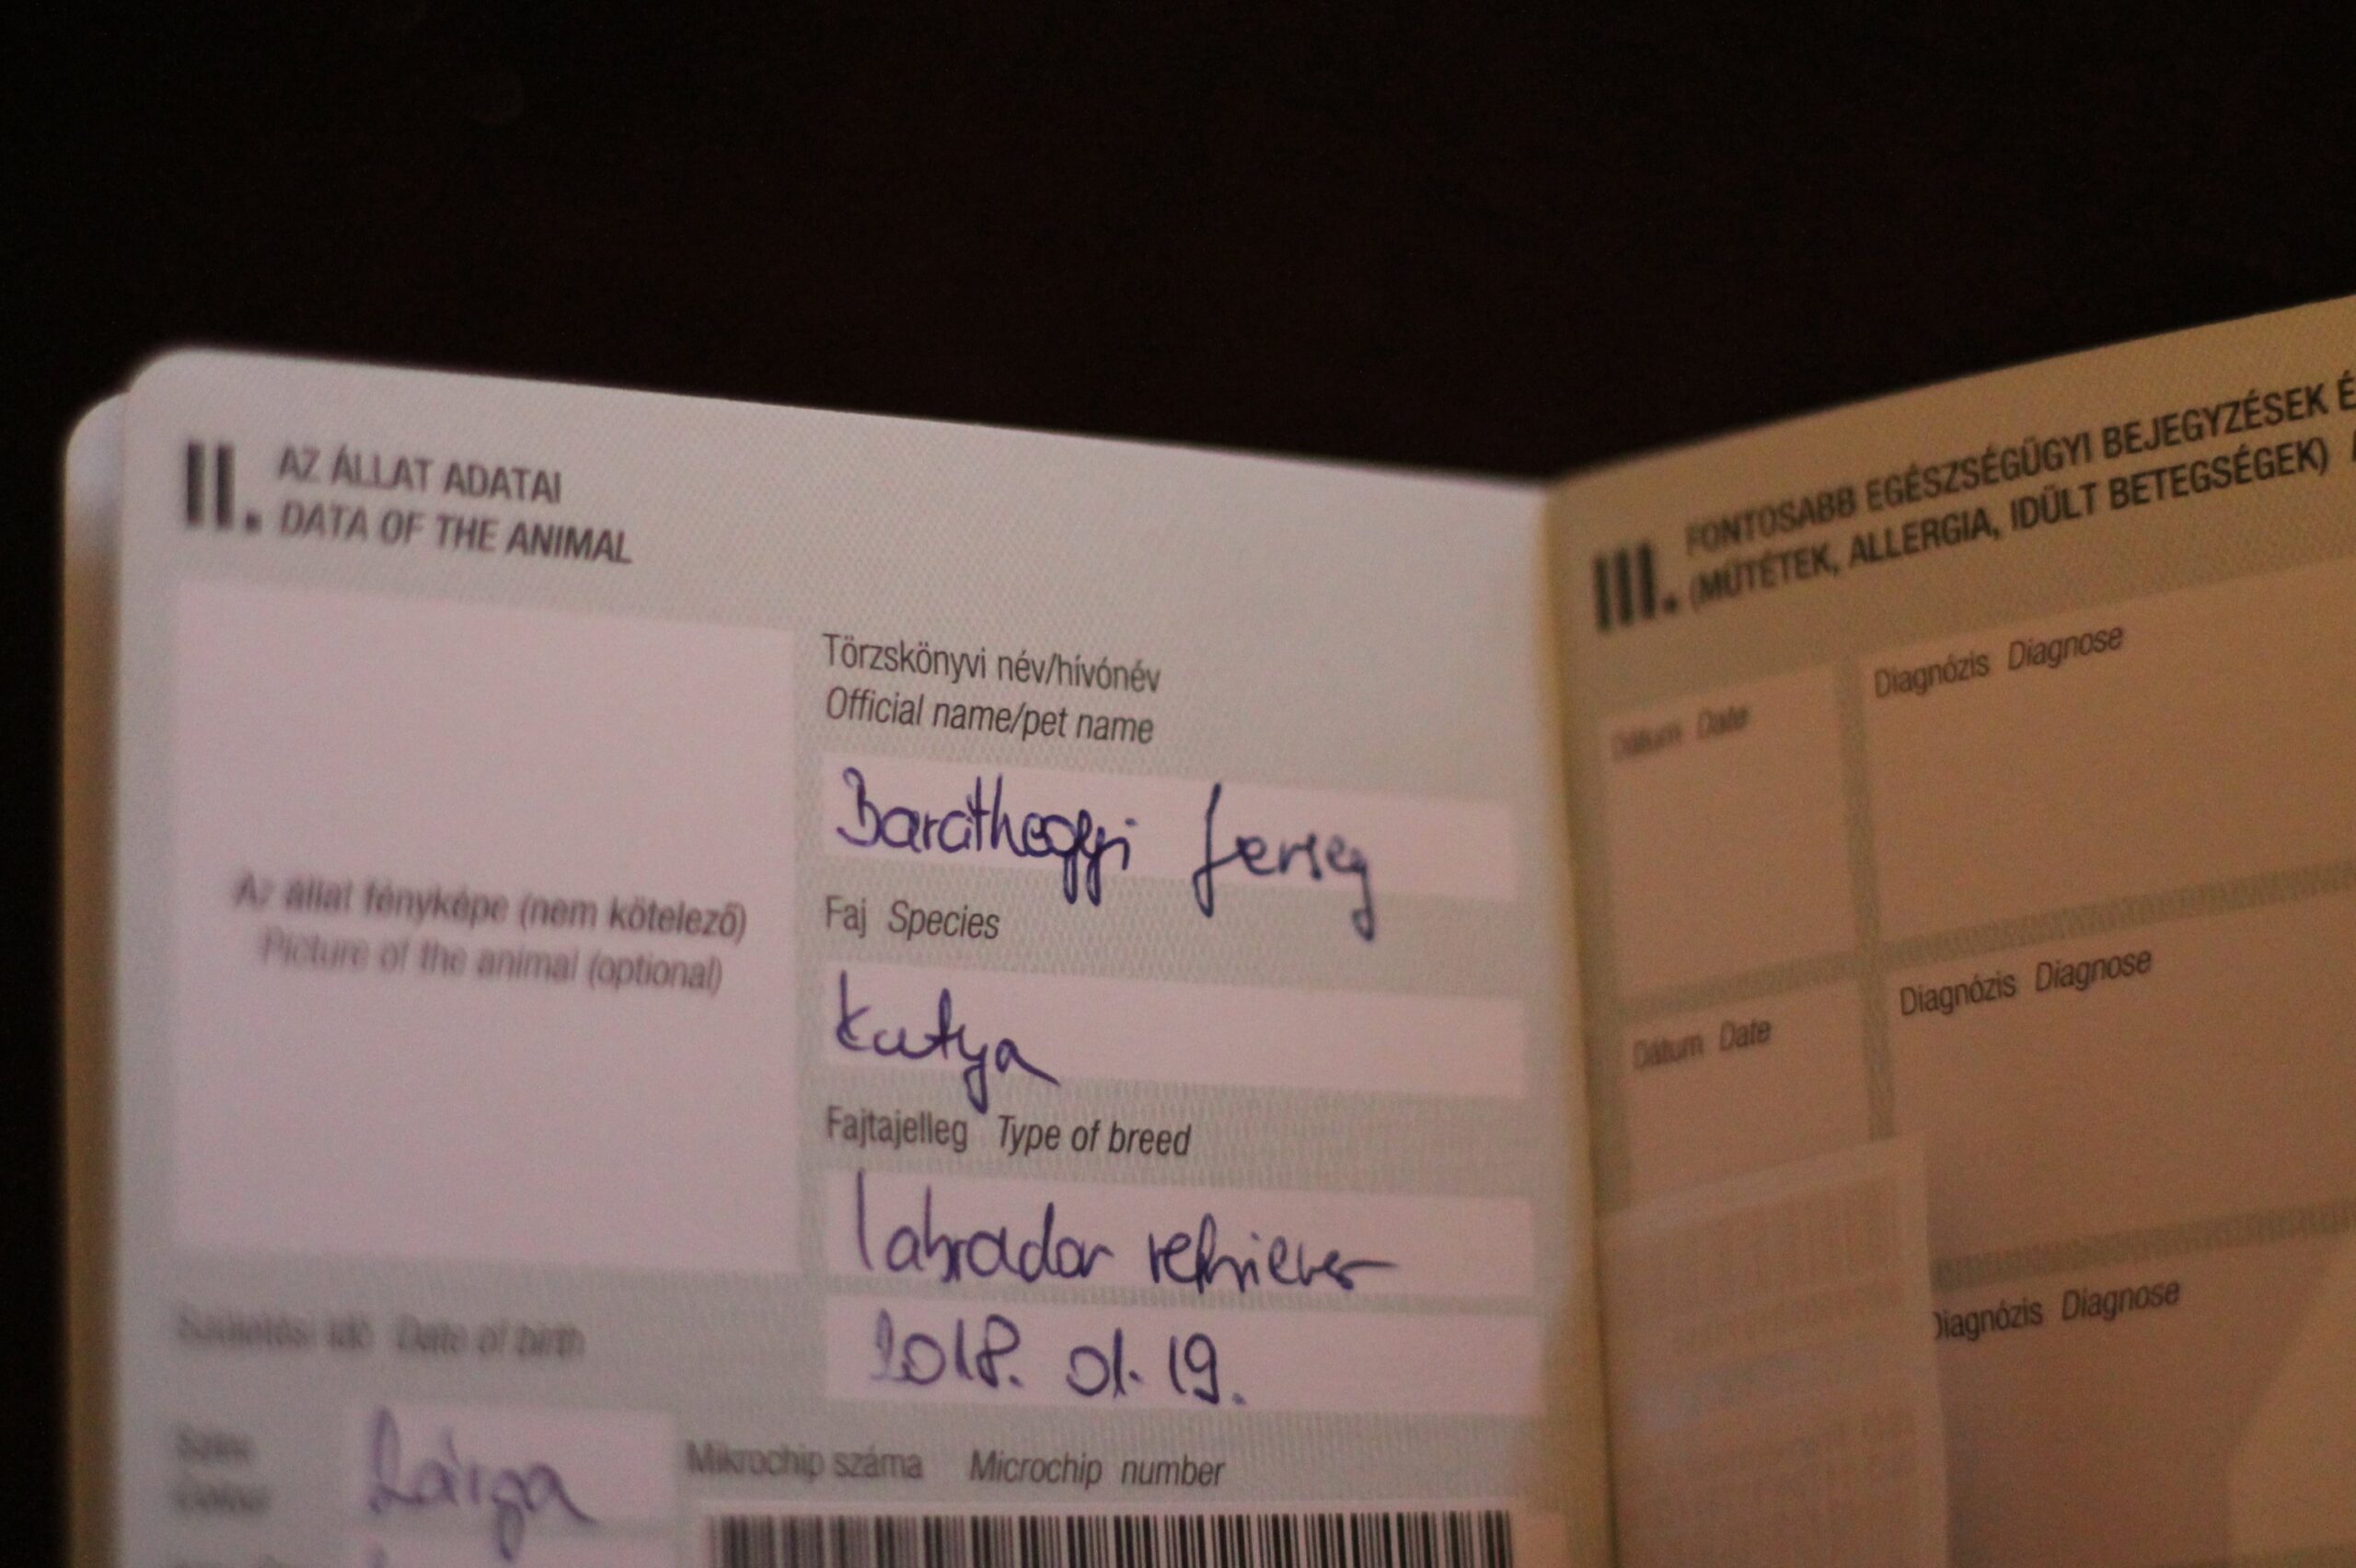 II. AZ ÁLLAT ADATAI
DATA OF THE ANIMAL
Az állat fényképe (nem kötelező)
Picture of the animal (optional)
Törzskönyvi név/hívónév
Official name/pet name
Baráthegyi Jerseg
Faj Species
kutya
Fajtajelleg Type of breed
labrador retriever
Születési idő Date of birth
2018. 01. 19.
Színe
Colour
Sárga
Mikrochip száma Microchip number
III. FONTOSABB EGÉSZSÉGÜGYI BEJEGYZÉSEK É
(MŰTÉTEK, ALLERGIA, IDÜLT BETEGSÉGEK)
Dátum Date
Diagnózis Diagnose
Dátum Date
Diagnózis Diagnose
Diagnózis Diagnose